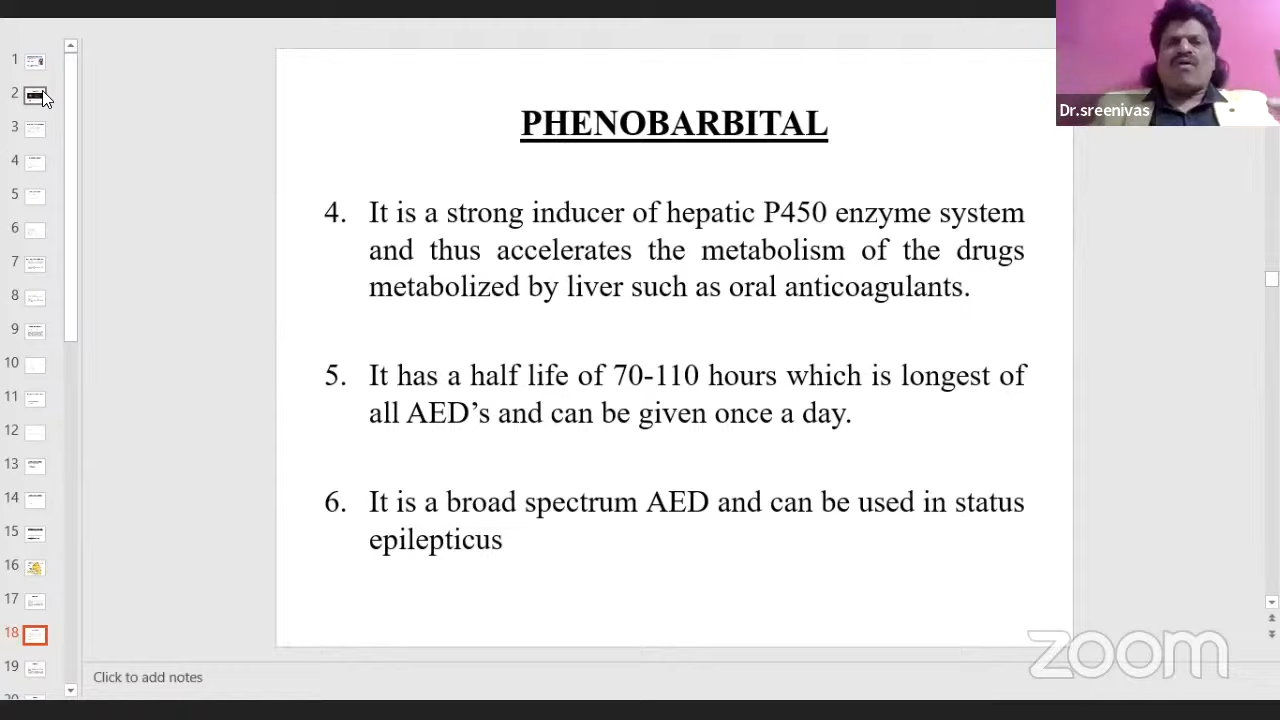 1
2
3
4
5
6
7
8
9
10
11
12
13
14
15
16
17
18
19
PHENOBARBITAL
4. It is a strong inducer of hepatic P450 enzyme system
and thus accelerates the metabolism of the drugs
metabolized by liver such as oral anticoagulants.
5. It has a half life of 70-110 hours which is longest of
all AED’s and can be given once a day.
6. It is a broad spectrum AED and can be used in status
epilepticus
Click to add notes
Dr.sreenivas
zoom